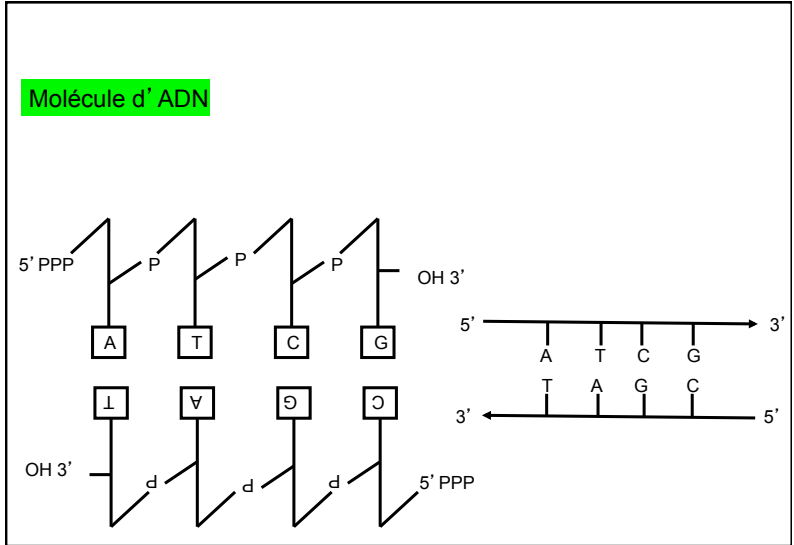 Molécule d’ ADN
5’ PPP P P P OH 3’
A T C G
T A G C
OH 3’ P P P 5’ PPP
5’ 3’
A T C G
T A G C
3’ 5’